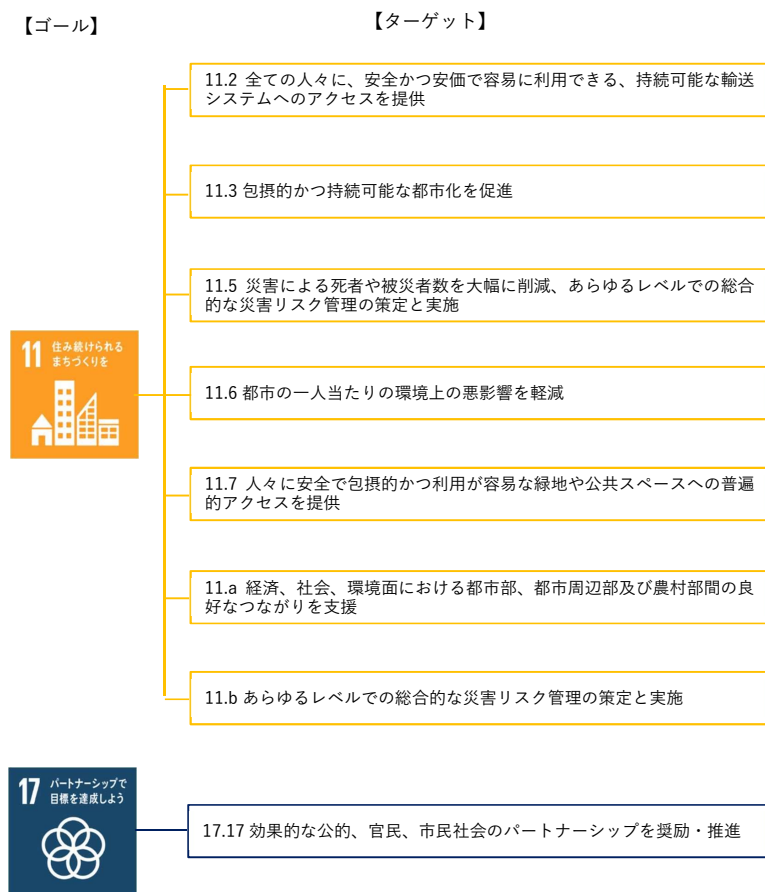 【ゴール】
【ターゲット】
11.2 全ての人々に、安全かつ安価で容易に利用できる、持続可能な輸送
システムへのアクセスを提供
11.3 包摂的かつ持続可能な都市化を促進
11.5 災害による死者や被災者数を大幅に削減、あらゆるレベルでの総合
的な災害リスク管理の策定と実施
11 住み続けられる
まちづくりを
11.6 都市の一人当たりの環境上の悪影響を軽減
11.7 人々に安全で包摂的かつ利用が容易な緑地や公共スペースへの普遍
的アクセスを提供
11.a 経済、社会、環境面における都市部、都市周辺部及び農村部間の良
好なつながりを支援
11.b あらゆるレベルでの総合的な災害リスク管理の策定と実施
17 パートナーシップで
目標を達成しよう
17.17 効果的な公的、官民、市民社会のパートナーシップを奨励・推進